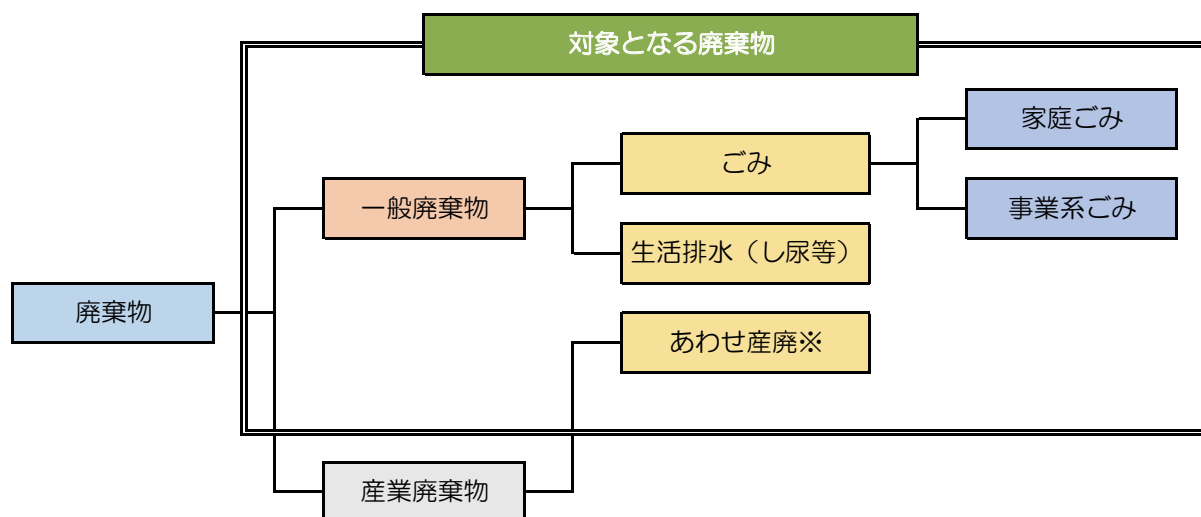 対象となる廃棄物
家庭ごみ
ごみ
一般廃棄物
事業系ごみ
生活排水（し尿等）
廃棄物
あわせ産廃※
産業廃棄物